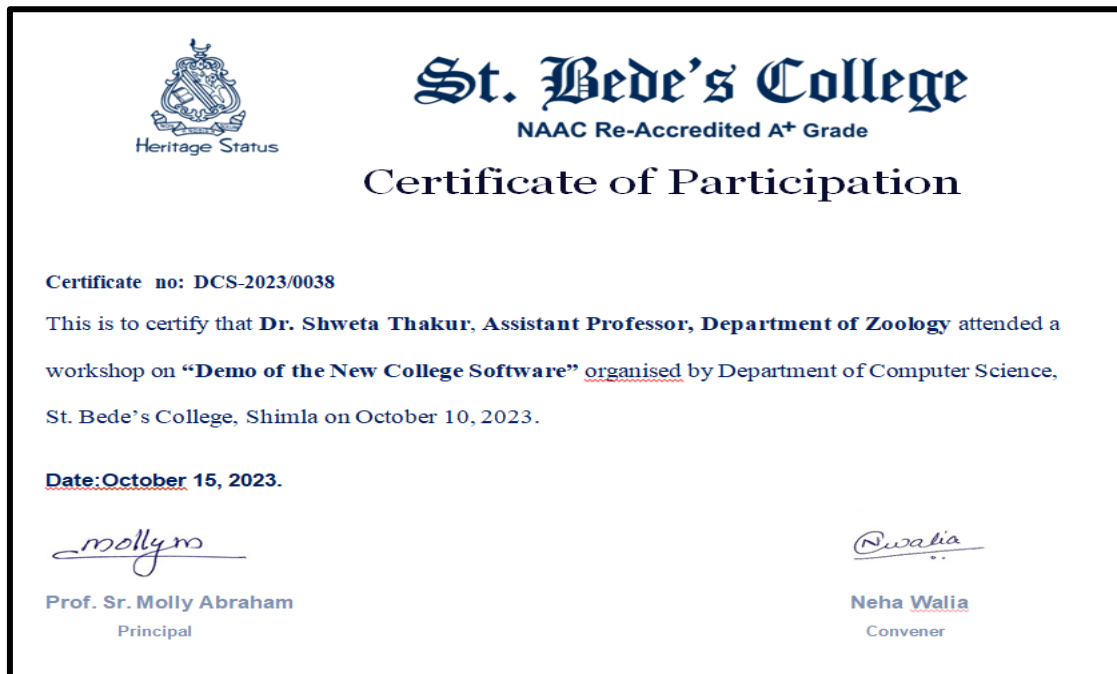 St. Bede's College
NAAC Re-Accredited A+ Grade
Heritage Status
Certificate of Participation
Certificate no: DCS-2023/0038
This is to certify that Dr. Shweta Thakur, Assistant Professor, Department of Zoology attended a
workshop on “Demo of the New College Software” organised by Department of Computer Science,
St. Bede's College, Shimla on October 10, 2023.
Date:October 15, 2023.
mollym
Nwalia
Prof. Sr. Molly Abraham
Neha Walia
Principal
Convener